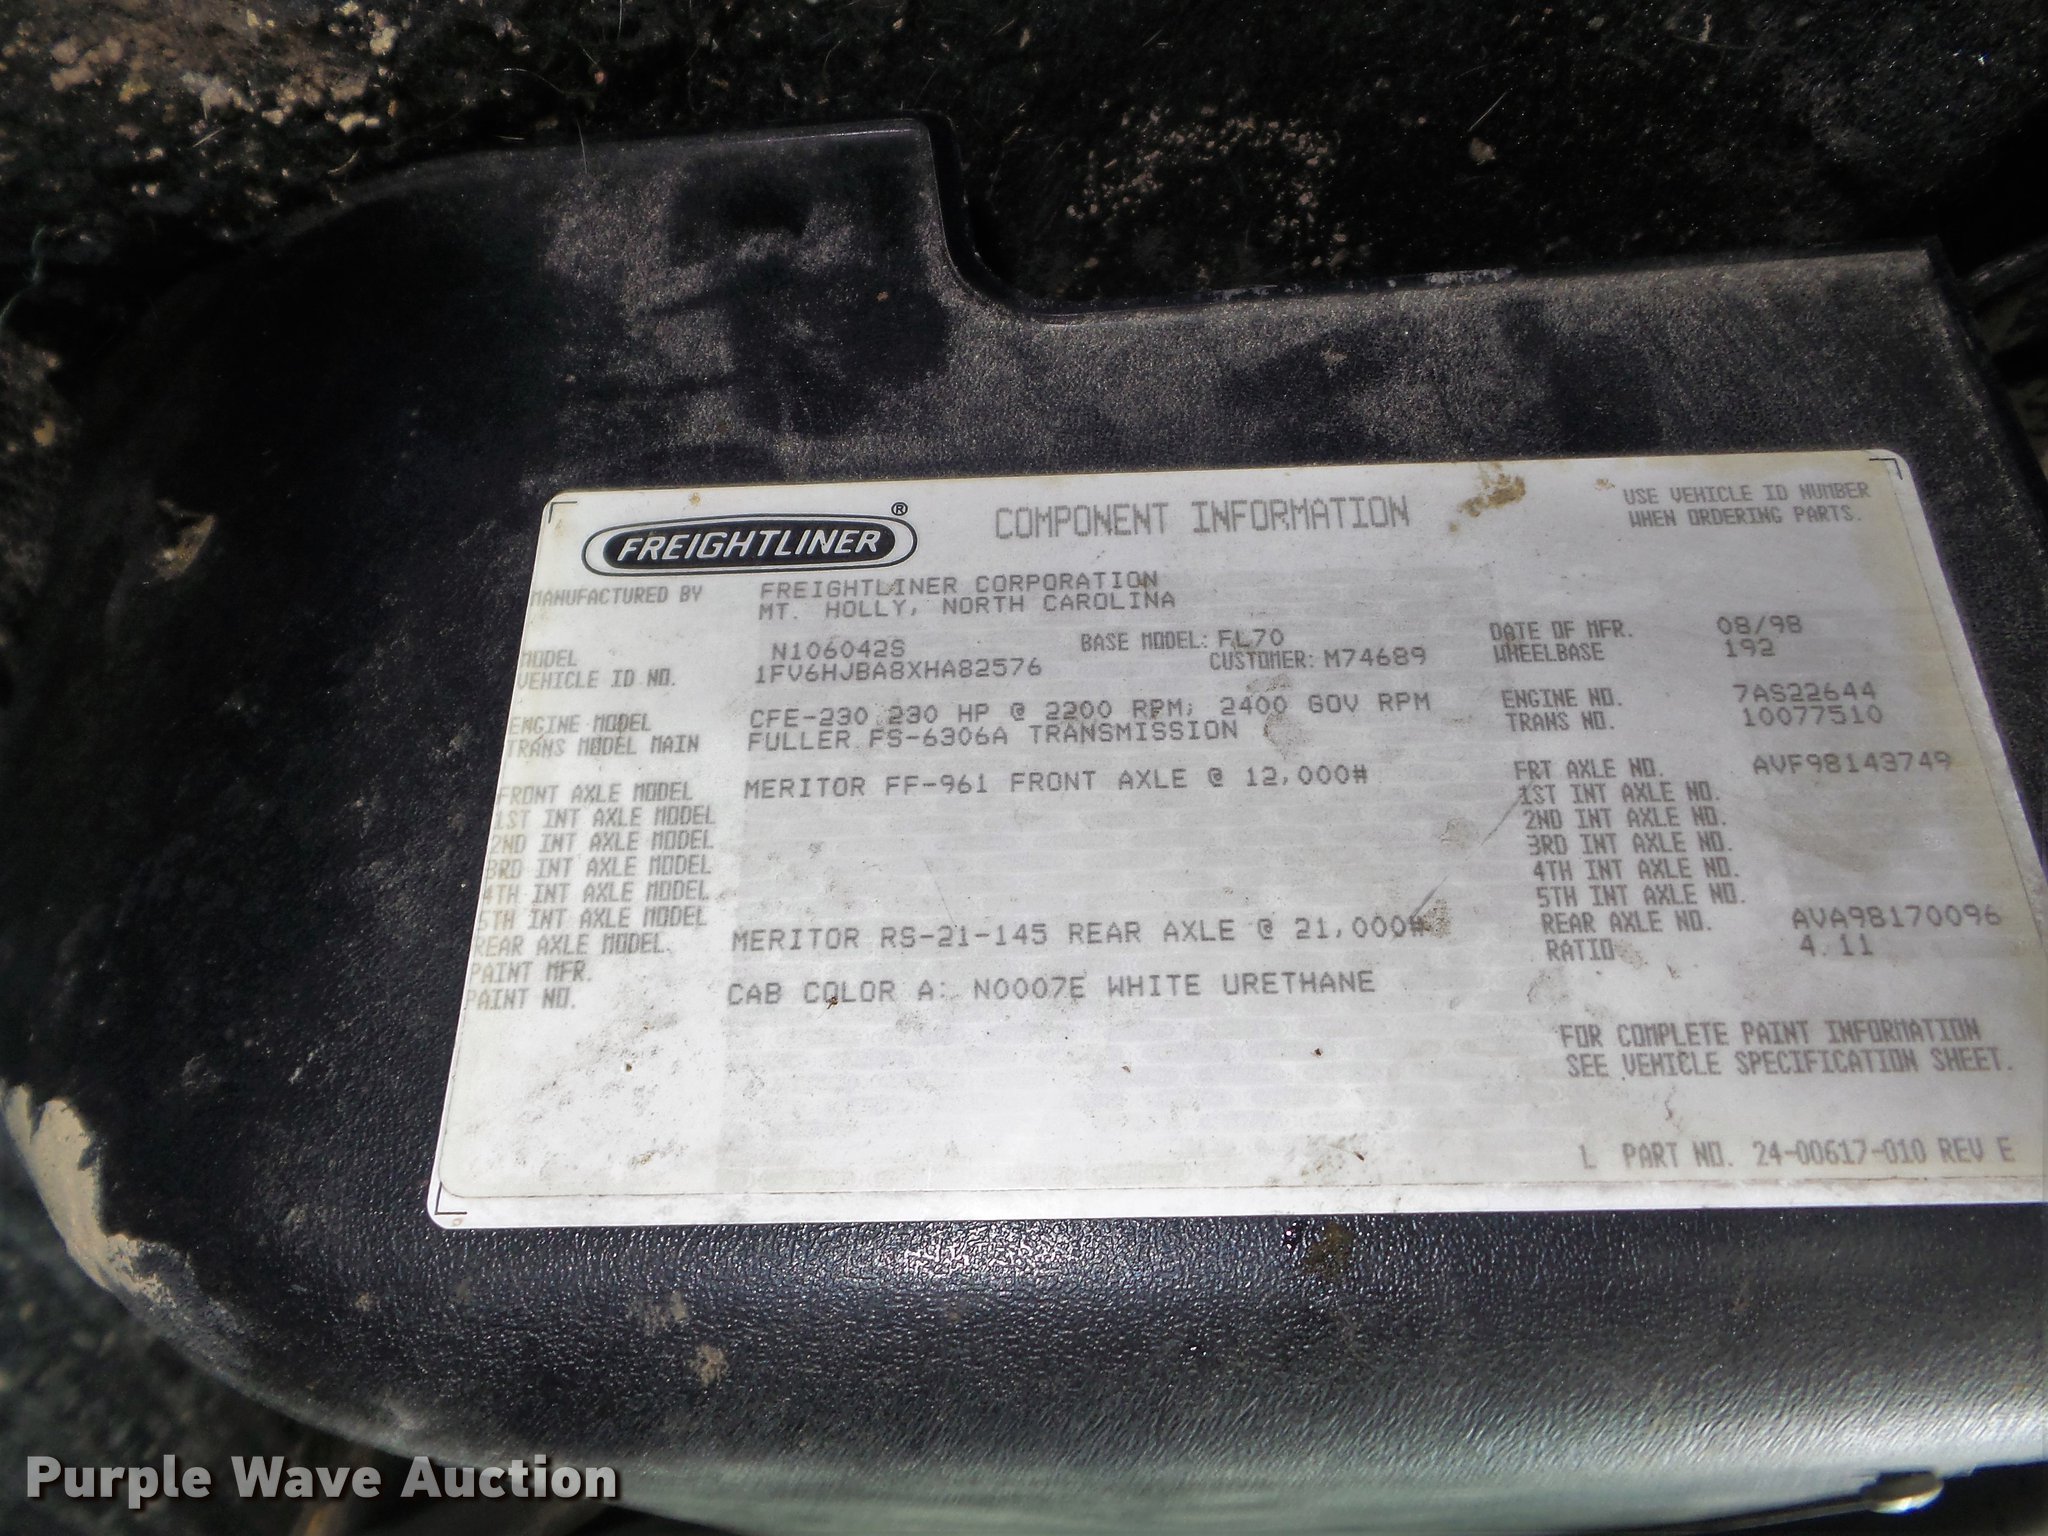 FREIGHTLINER®
COMPONENT INFORMATION
USE VEHICLE ID NUMBER
WHEN ORDERING PARTS.
MANUFACTURED BY FREIGHTLINER CORPORATION
MT. HOLLY, NORTH CAROLINA
MODEL N106042S BASE MODEL: FL70 DATE OF MFR. 08/98
VEHICLE ID NO. 1FV6HJBA8XHA82576 CUSTOMER: M74689 WHEELBASE 192
ENGINE MODEL CFE-230 230 HP @ 2200 RPM; 2400 GOV RPM ENGINE NO. 7AS22644
TRANS MODEL MAIN FULLER FS-6306A TRANSMISSION TRANS NO. 10077510
FRONT AXLE MODEL MERITOR FF-961 FRONT AXLE @ 12,000# FRT AXLE NO. AVF98143749
1ST INT AXLE MODEL 1ST INT AXLE NO.
2ND INT AXLE MODEL 2ND INT AXLE NO.
3RD INT AXLE MODEL 3RD INT AXLE NO.
4TH INT AXLE MODEL 4TH INT AXLE NO.
5TH INT AXLE MODEL 5TH INT AXLE NO.
REAR AXLE MODEL. MERITOR RS-21-145 REAR AXLE @ 21,000# REAR AXLE NO. AVA98170096
PAINT MFR. RATIO 4.11
PAINT NO. CAB COLOR A: N0007E WHITE URETHANE
FOR COMPLETE PAINT INFORMATION
SEE VEHICLE SPECIFICATION SHEET.
L PART NO. 24-00617-010 REV E
Purple Wave Auction